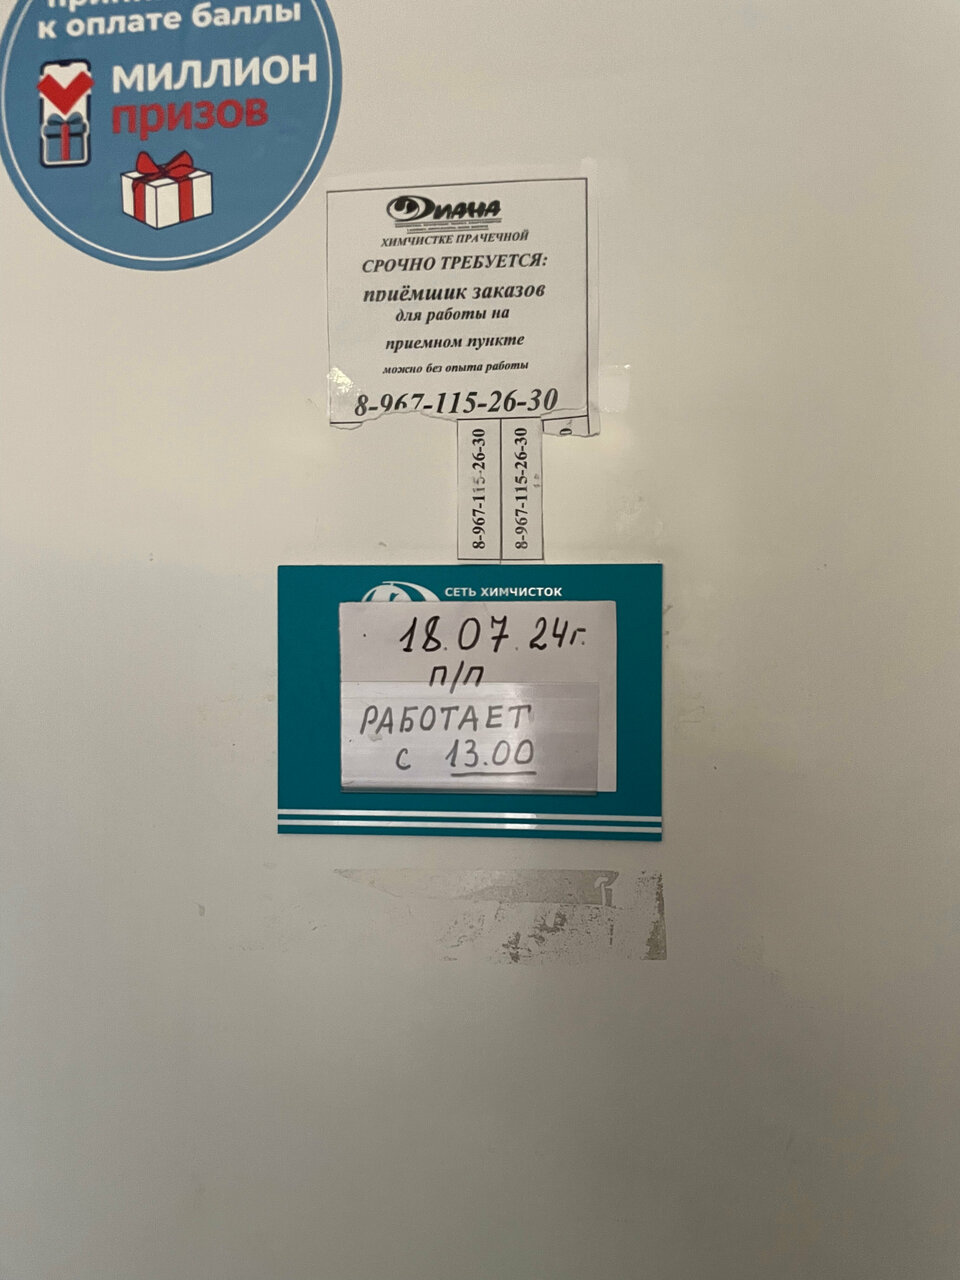 к оплате баллы
МИЛЛИОН
призов
Диана
ХИМЧИСТКЕ ПРАЧЕЧНОЙ
СРОЧНО ТРЕБУЕТСЯ:
приёмщик заказов
для работы на
приемном пункте
можно без опыта работы
8-967-115-26-30
8-967-115-26-30
8-967-115-26-30
СЕТЬ ХИМЧИСТОК
18.07.24г.
п/п
РАБОТАЕТ
с 13.00